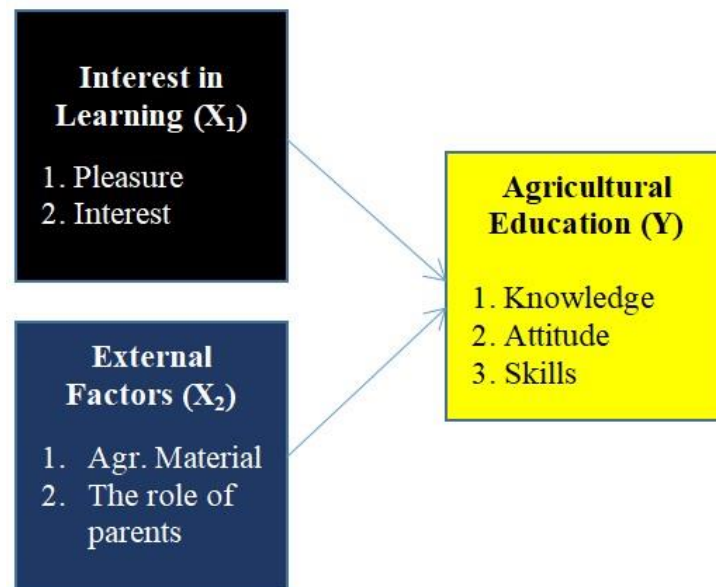 Interest in
Learning (X₁)
1. Pleasure
2. Interest
External
Factors (X₂)
1. Agr. Material
2. The role of
parents
Agricultural
Education (Y)
1. Knowledge
2. Attitude
3. Skills